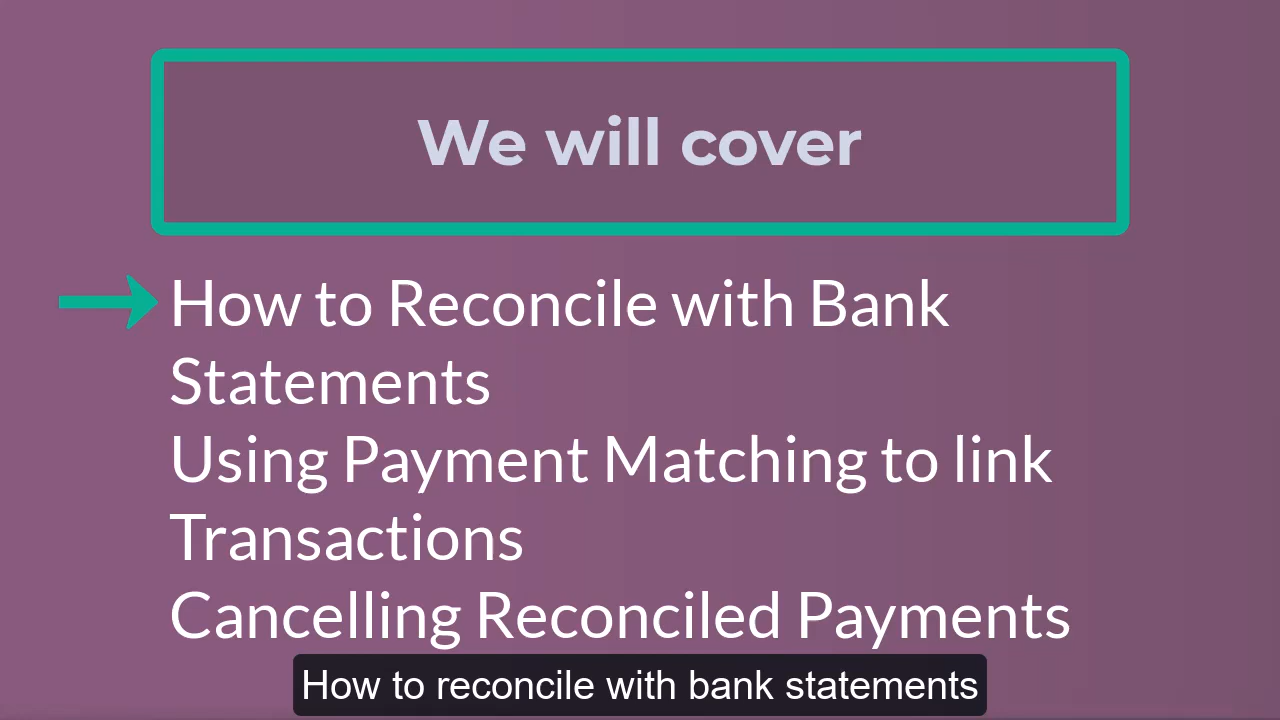 We will cover
How to Reconcile with Bank
Statements
Using Payment Matching to link
Transactions
Cancelling Reconciled Payments
How to reconcile with bank statements